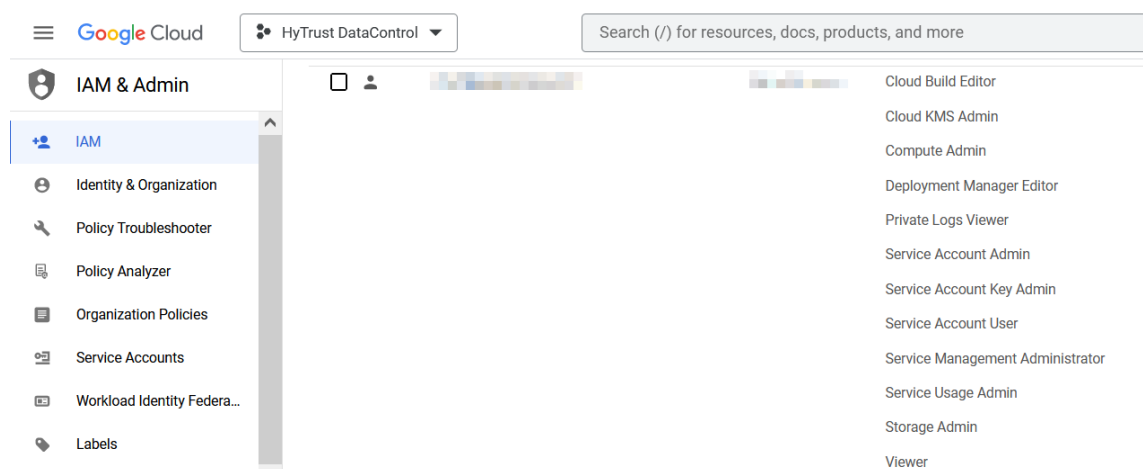 Google Cloud
HyTrust DataControl
Search (/) for resources, docs, products, and more
IAM & Admin
IAM
Identity & Organization
Policy Troubleshooter
Policy Analyzer
Organization Policies
Service Accounts
Workload Identity Federa...
Labels
Cloud Build Editor
Cloud KMS Admin
Compute Admin
Deployment Manager Editor
Private Logs Viewer
Service Account Admin
Service Account Key Admin
Service Account User
Service Management Administrator
Service Usage Admin
Storage Admin
Viewer